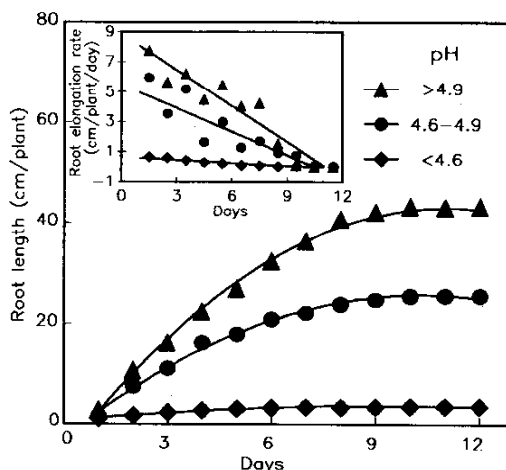 80
60
40
20
0
Root length (cm/plant)
0 3 6 9 12
Days
9
7
5
3
1
−1
Root elongation rate
(cm/plant/day)
3 6 9 12
Days
pH
>4.9
4.6−4.9
<4.6